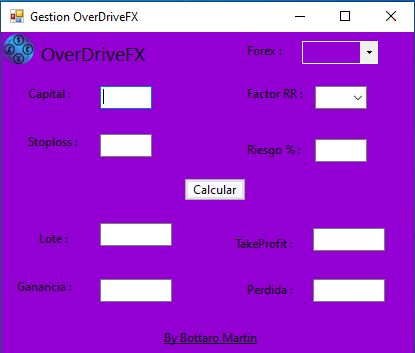 Gestion OverDriveFX
OverDriveFX
Forex :
Capital :
Factor RR :
Stoploss :
Riesgo % :
Calcular
Lote :
TakeProfit :
Ganancia :
Perdida :
By Bottaro Martin